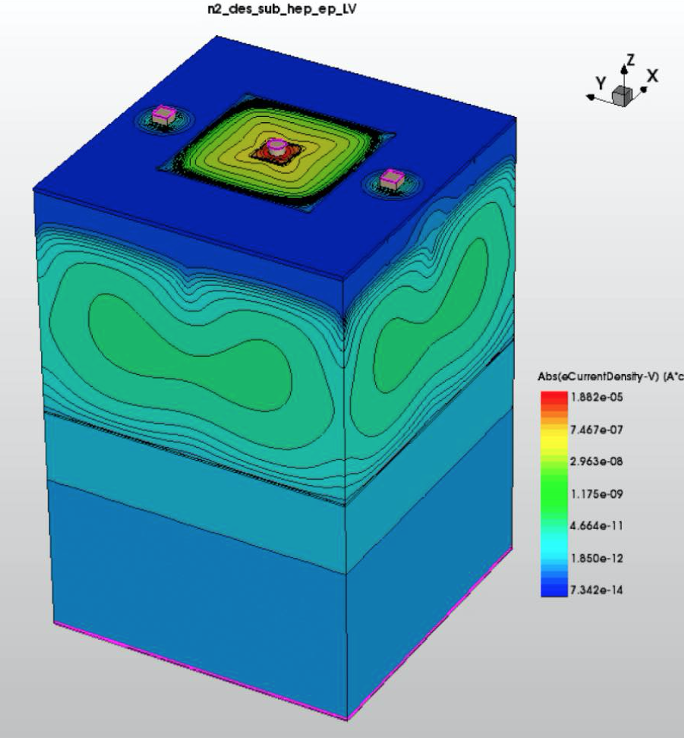 n2_des_sub_hep_ep_LV
Z
Y
X
Abs(eCurrentDensity-V) (A*c
1.882e-05
7.467e-07
2.963e-08
1.175e-09
4.664e-11
1.850e-12
7.342e-14